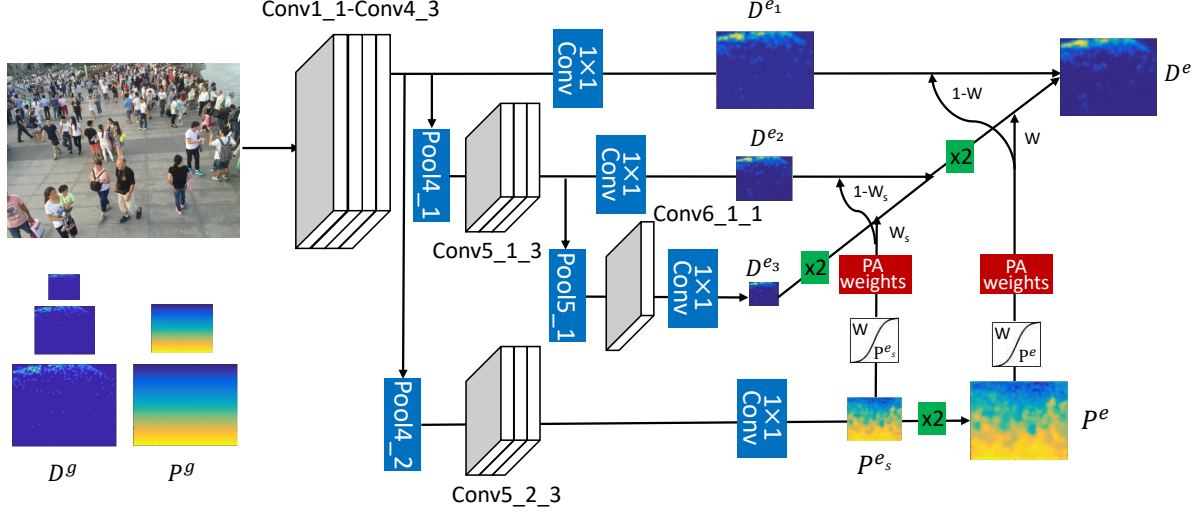 Conv1_1-Conv4_3
1×1
Conv
D^{e_1}
D^e
1-W
W
x2
Pool4_1
1×1
Conv
D^{e_2}
1-W_s
Conv5_1_3
Conv6_1_1
W_s
Pool5_1
1×1
Conv
D^{e_3}
x2
PA
weights
PA
weights
W
P^{e_s}
W
P^e
Pool4_2
1×1
Conv
x2
P^e
P^{e_s}
D^g
P^g
Conv5_2_3